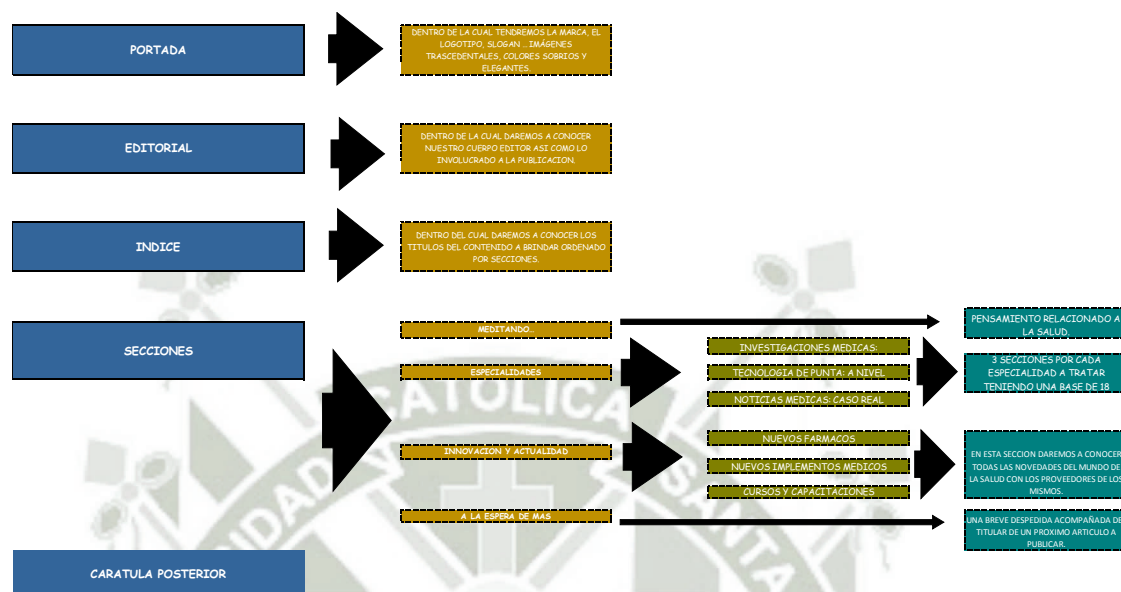 PORTADA
DENTRO DE LA CUAL TENDREMOS LA MARCA, EL
LOGOTIPO, SLOGAN …IMÁGENES
TRASCEDENTALES, COLORES SOBRIOS Y
ELEGANTES.
EDITORIAL
DENTRO DE LA CUAL DAREMOS A CONOCER
NUESTRO CUERPO EDITOR ASI COMO LO
INVOLUCRADO A LA PUBLICACION.
INDICE
DENTRO DEL CUAL DAREMOS A CONOCER LOS
TITULOS DEL CONTENIDO A BRINDAR ORDENADO
POR SECCIONES.
SECCIONES
MEDITANDO…
PENSAMIENTO RELACIONADO A
LA SALUD.
ESPECIALIDADES
INVESTIGACIONES MEDICAS:
TECNOLOGIA DE PUNTA: A NIVEL
NOTICIAS MEDICAS: CASO REAL
3 SECCIONES POR CADA
ESPECIALIDAD A TRATAR
TENIENDO UNA BASE DE 18
INNOVACION Y ACTUALIDAD
NUEVOS FARMACOS
NUEVOS IMPLEMENTOS MEDICOS
CURSOS Y CAPACITACIONES
EN ESTA SECCION DAREMOS A CONOCER
TODAS LAS NOVEDADES DEL MUNDO DE
LA SALUD CON LOS PROVEEDORES DE LOS
MISMOS.
A LA ESPERA DE MAS
UNA BREVE DESPEDIDA ACOMPAÑADA DE
TITULAR DE UN PROXIMO ARTICULO A
PUBLICAR.
CARATULA POSTERIOR
CATOLICA
SANTA